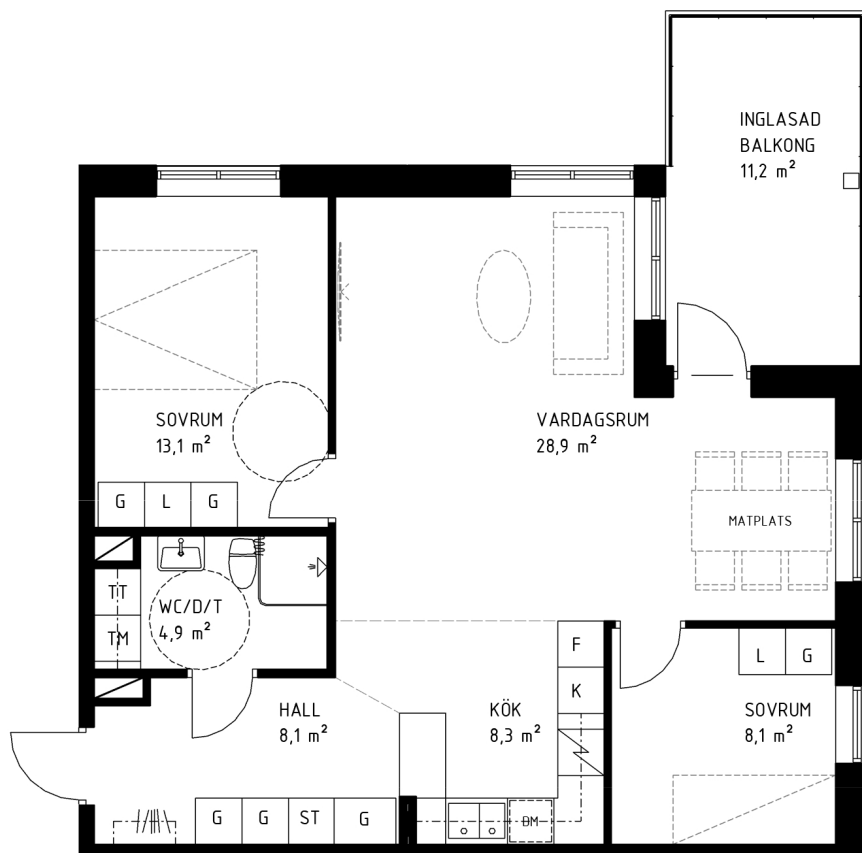 INGLASAD
BALKONG
11,2 m²
SOVRUM
13,1 m²
VARDAGSRUM
28,9 m²
G L G
MATPLATS
TT
WC/D/T
4,9 m²
TM
F
K
L G
HALL
8,1 m²
KÖK
8,3 m²
SOVRUM
8,1 m²
G G ST G
DM